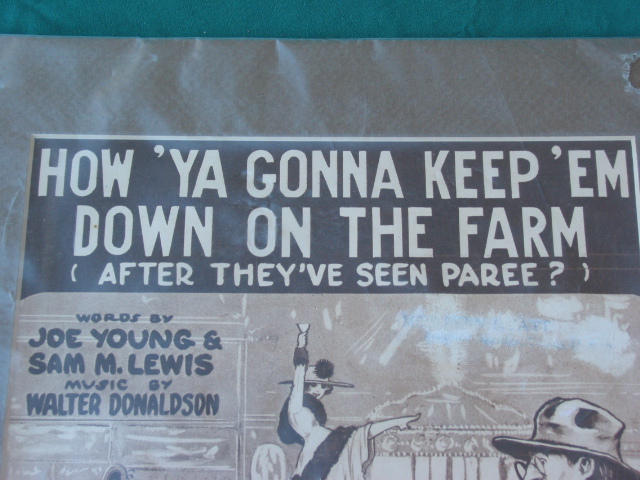 HOW 'YA GONNA KEEP 'EM
DOWN ON THE FARM
( AFTER THEY'VE SEEN PAREE ? )
WORDS BY
JOE YOUNG &
SAM M. LEWIS
MUSIC BY
WALTER DONALDSON